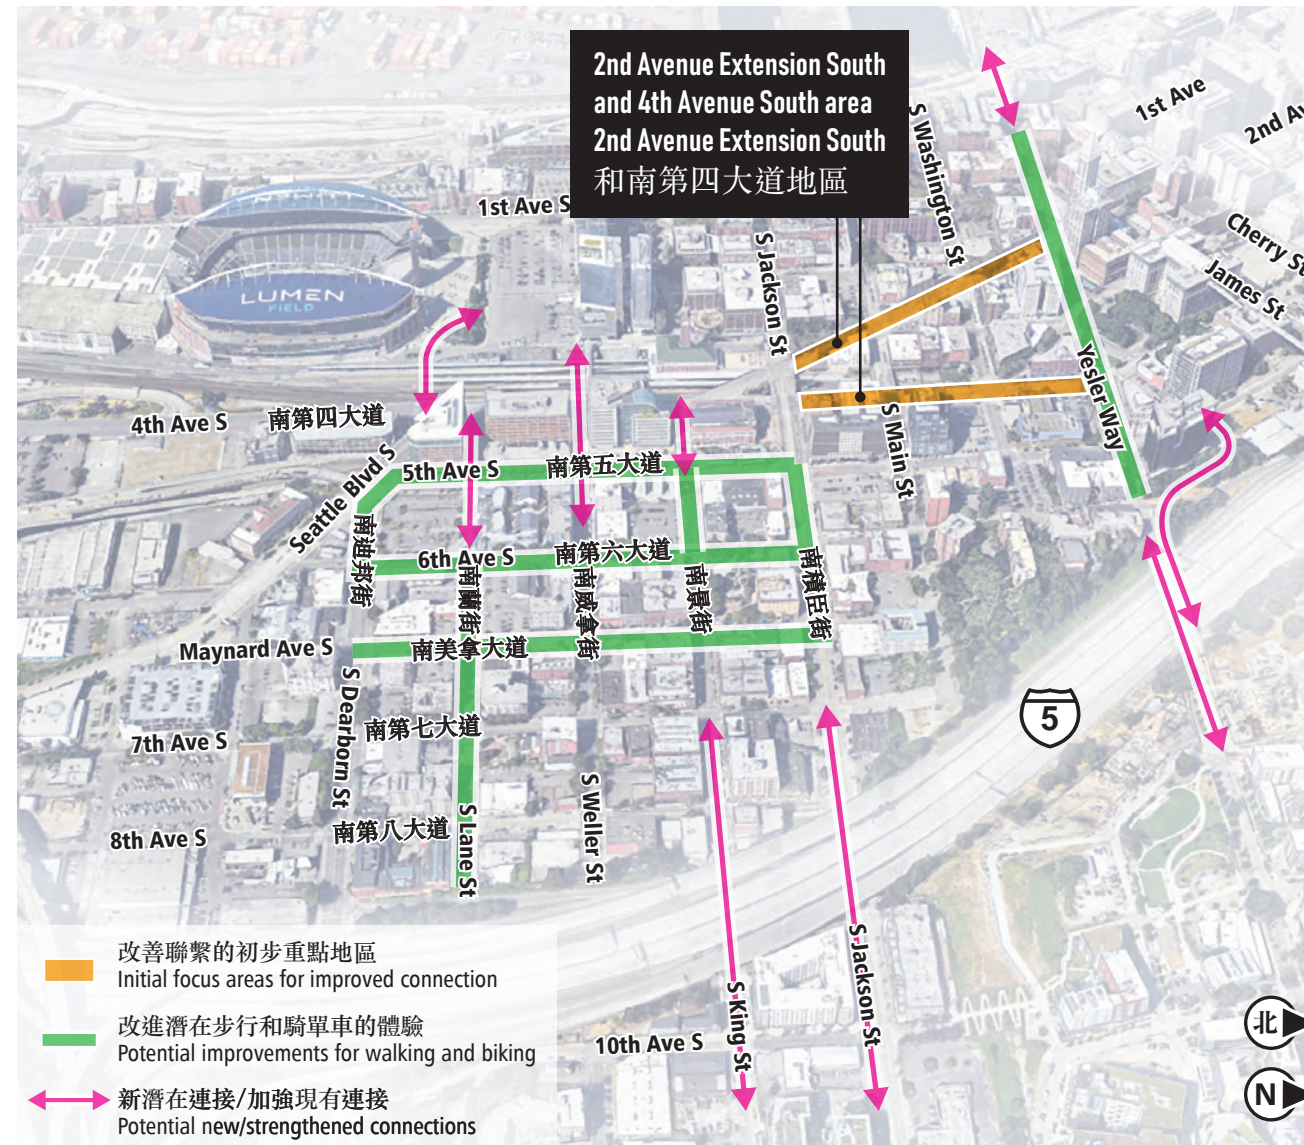 2nd Avenue Extension South
and 4th Avenue South area
2nd Avenue Extension South
和南第四大道地區
1st Ave
2nd Av
S Washington St
1st Ave S
Cherry St
James St
S Jackson St
LUMEN
FIELD
Yesler Way
4th Ave S
南第四大道
S Main St
Seattle Blvd S
5th Ave S
南第五大道
南迪邦街
6th Ave S
南第六大道
南蘭街
南威拿街
南景街
南積臣街
Maynard Ave S
南美拿大道
S Dearborn St
5
7th Ave S
南第七大道
S Weller St
8th Ave S
南第八大道
S Lane St
S King St
S Jackson St
10th Ave S
改善聯繫的初步重點地區
Initial focus areas for improved connection
改進潛在步行和騎單車的體驗
Potential improvements for walking and biking
新潛在連接/加強現有連接
Potential new/strengthened connections
北
N